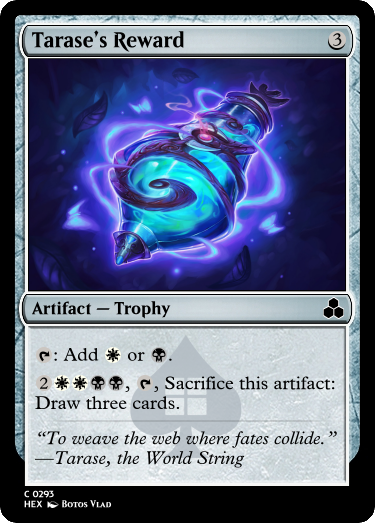 Tarase's Reward 3
Artifact — Trophy
: Add or .
2 , , Sacrifice this artifact:
Draw three cards.
"To weave the web where fates collide."
—Tarase, the World String
C 0293
HEX Botos Vlad